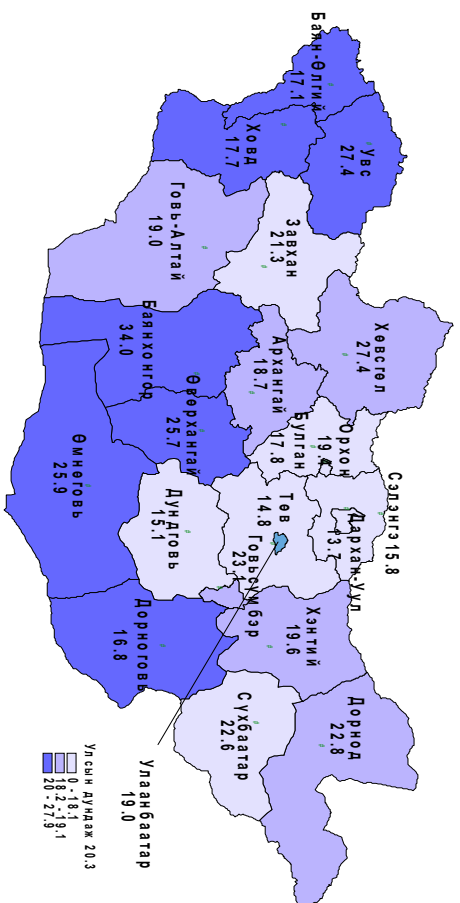 Баян-Өлгий
17.1
Увс
27.4
Ховд
17.7
Говь-Алтай
19.0
Завхан
21.3
Хөвсгөл
27.4
Архангай
18.7
Баянхонгор
34.0
Өвөрхангай
25.7
Булган
17.8
Орхон
19.4
Сэлэнгэ 15.8
Дархан-Уул
13.7
Төв
14.8
Говьсүмбэр
23.1
Өмнөговь
25.9
Дундговь
15.1
Дорноговь
16.8
Хэнтий
19.6
Дорнод
22.8
Сүхбаатар
22.6
Улаанбаатар
19.0
Улсын дундаж 20.3
0 - 18.1
18.2 - 19.1
20 - 27.9